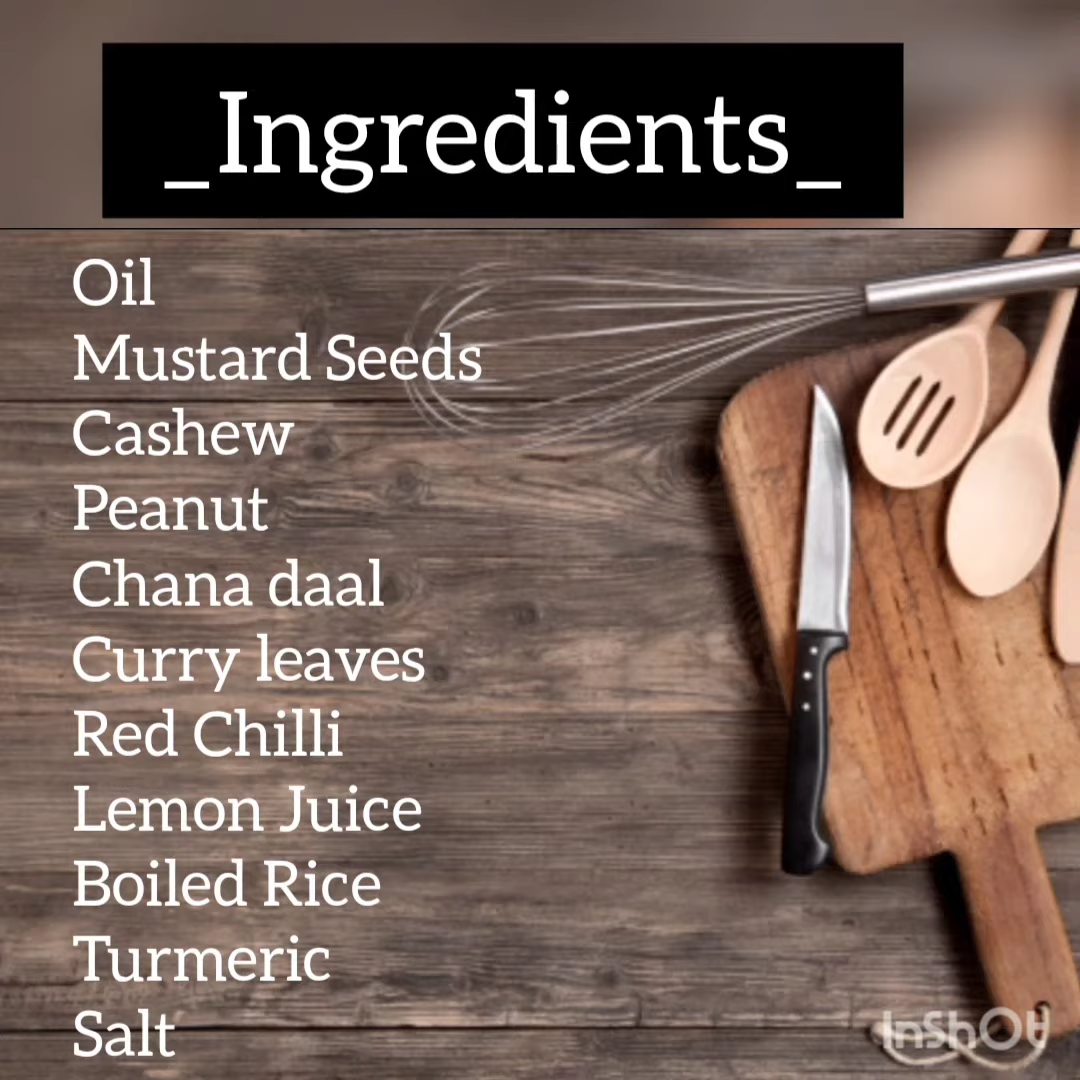 _Ingredients_
Oil
Mustard Seeds
Cashew
Peanut
Chana daal
Curry leaves
Red Chilli
Lemon Juice
Boiled Rice
Turmeric
Salt
InShOt